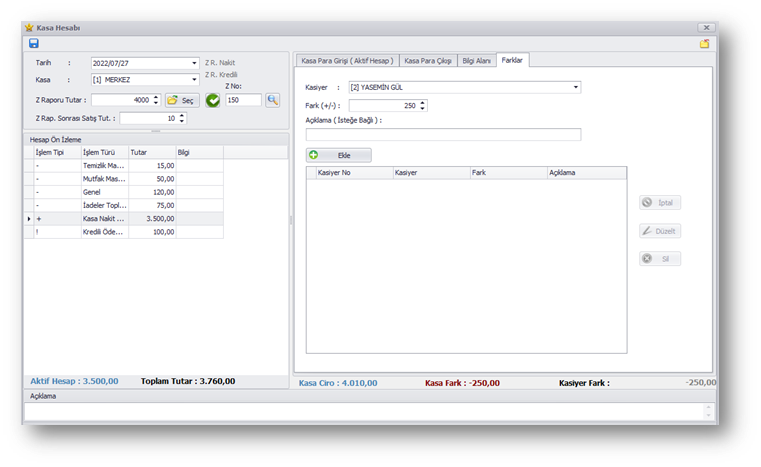 Kasa Hesabı
Tarih : 2022/07/27 Z R. Nakit
Kasa : [1] MERKEZ Z R. Kredili
Z No:
Z Raporu Tutar : 4000 Seç 150
Z Rap. Sonrası Satış Tut. : 10
Hesap Ön İzleme
İşlem Tipi İşlem Türü Tutar Bilgi
- Temizlik Ma... 15,00
- Mutfak Mas... 50,00
- Genel 120,00
- İadeler Topl... 75,00
+ Kasa Nakit ... 3.500,00
! Kredili Öde... 100,00
Aktif Hesap : 3.500,00 Toplam Tutar : 3.760,00
Kasa Para Girişi ( Aktif Hesap ) Kasa Para Çıkışı Bilgi Alanı Farklar
Kasiyer : [2] YASEMİN GÜL
Fark (+/-) : 250
Açıklama ( İsteğe Bağlı ) :
Ekle
Kasiyer No Kasiyer Fark Açıklama
İptal
Düzelt
Sil
Kasa Ciro : 4.010,00 Kasa Fark : -250,00 Kasiyer Fark : -250,00
Açıklama